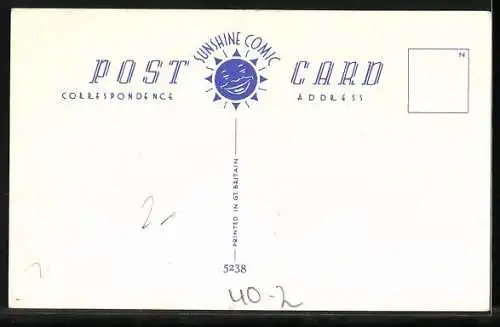 SUNSHINE COMIC
POST CARD
CORRESPONDENCE ADDRESS
N
PRINTED IN GT. BRITAIN
2-
5238
40-2